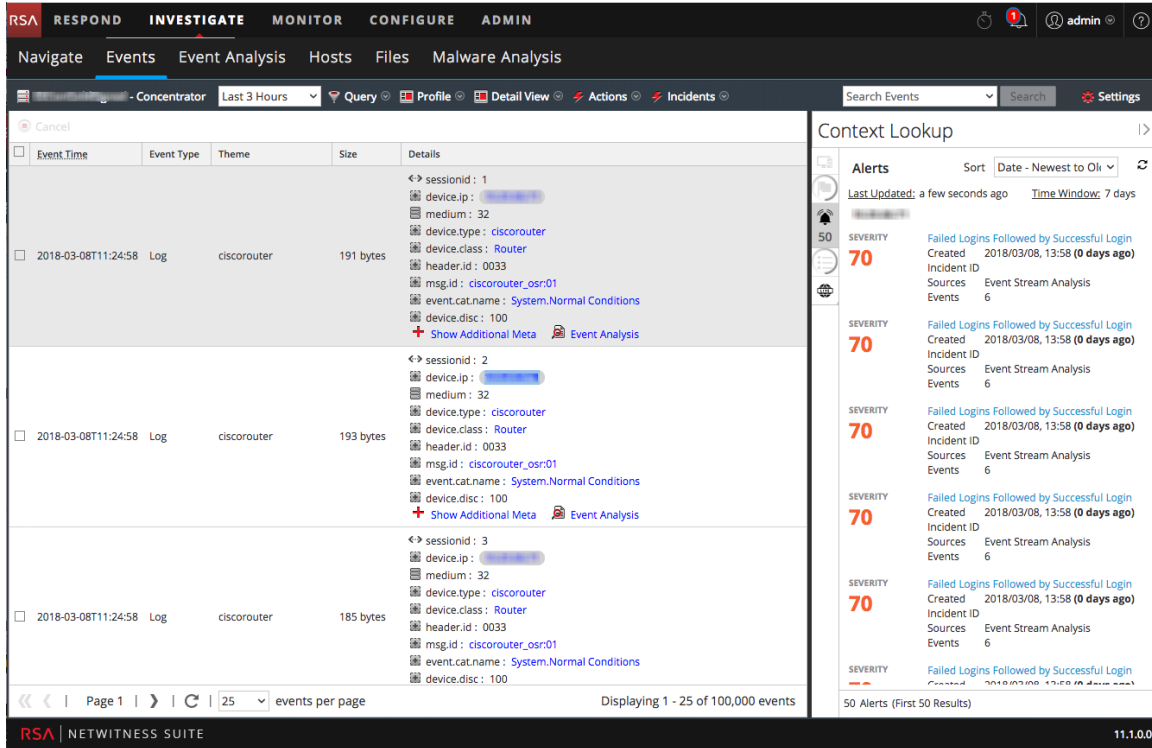 RSA RESPOND INVESTIGATE MONITOR CONFIGURE ADMIN 1 admin ?
Navigate Events Event Analysis Hosts Files Malware Analysis
- Concentrator Last 3 Hours Query Profile Detail View Actions Incidents Search Events Search Settings
Cancel
Event Time Event Type Theme Size Details
2018-03-08T11:24:58 Log ciscorouter 191 bytes
sessionid : 1
device.ip :
medium : 32
device.type : ciscorouter
device.class : Router
header.id : 0033
msg.id : ciscorouter_osr:01
event.cat.name : System.Normal Conditions
device.disc : 100
Show Additional Meta Event Analysis
2018-03-08T11:24:58 Log ciscorouter 193 bytes
sessionid : 2
device.ip :
medium : 32
device.type : ciscorouter
device.class : Router
header.id : 0033
msg.id : ciscorouter_osr:01
event.cat.name : System.Normal Conditions
device.disc : 100
Show Additional Meta Event Analysis
2018-03-08T11:24:58 Log ciscorouter 185 bytes
sessionid : 3
device.ip :
medium : 32
device.type : ciscorouter
device.class : Router
header.id : 0033
msg.id : ciscorouter_osr:01
event.cat.name : System.Normal Conditions
device.disc : 100
Page 1 25 events per page Displaying 1 - 25 of 100,000 events
Context Lookup
Alerts Sort Date - Newest to Ol
Last Updated: a few seconds ago Time Window: 7 days
50
SEVERITY Failed Logins Followed by Successful Login
70 Created 2018/03/08, 13:58 (0 days ago)
Incident ID
Sources Event Stream Analysis
Events 6
SEVERITY Failed Logins Followed by Successful Login
70 Created 2018/03/08, 13:58 (0 days ago)
Incident ID
Sources Event Stream Analysis
Events 6
SEVERITY Failed Logins Followed by Successful Login
70 Created 2018/03/08, 13:58 (0 days ago)
Incident ID
Sources Event Stream Analysis
Events 6
SEVERITY Failed Logins Followed by Successful Login
70 Created 2018/03/08, 13:58 (0 days ago)
Incident ID
Sources Event Stream Analysis
Events 6
SEVERITY Failed Logins Followed by Successful Login
70 Created 2018/03/08, 13:58 (0 days ago)
Incident ID
Sources Event Stream Analysis
Events 6
SEVERITY Failed Logins Followed by Successful Login
50 Alerts (First 50 Results)
RSA NETWITNESS SUITE 11.1.0.0